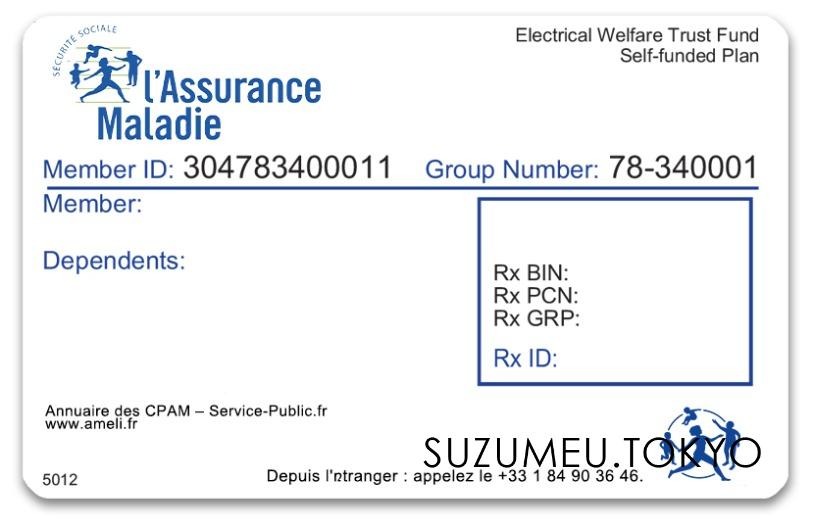 SÉCURITÉ SOCIALE
l'Assurance
Maladie
Electrical Welfare Trust Fund
Self-funded Plan
Member ID: 304783400011 Group Number: 78-340001
Member:
Dependents:
Rx BIN:
Rx PCN:
Rx GRP:
Rx ID:
Annuaire des CPAM – Service-Public.fr
www.ameli.fr
SUZUMEU.TOKYO
Depuis l'ntranger : appelez le +33 1 84 90 36 46.
5012